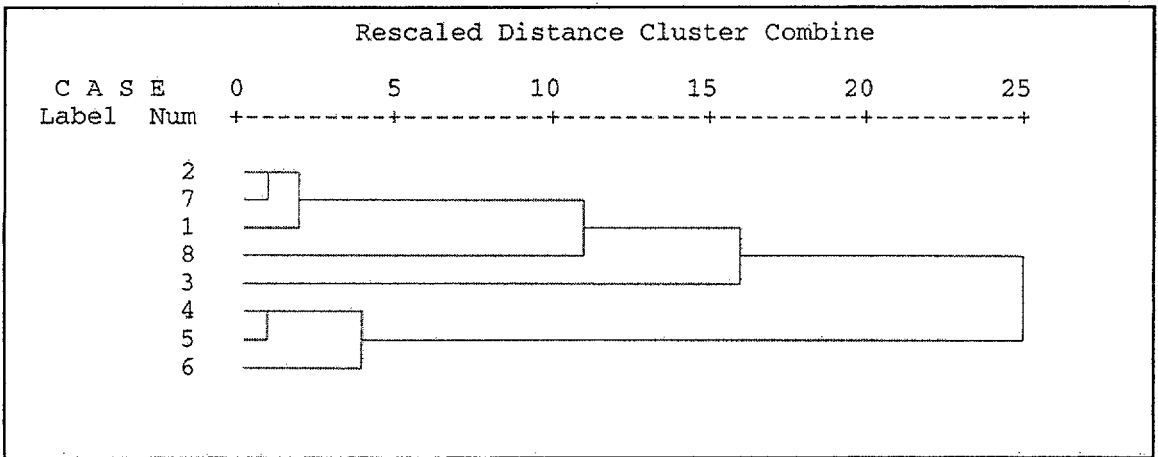 Rescaled Distance Cluster Combine
C A S E 0 5 10 15 20 25
Label Num +---------+---------+---------+---------+---------+
2
7
1
8
3
4
5
6